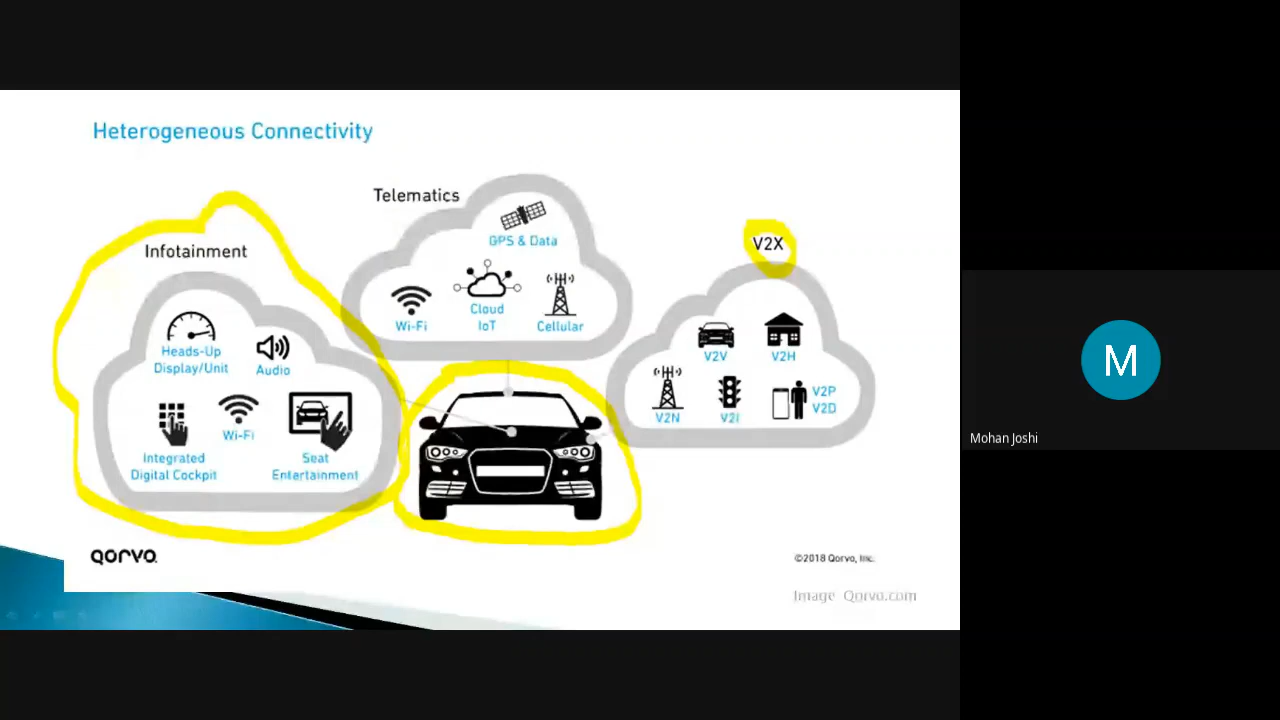 Heterogeneous Connectivity
Telematics
GPS & Data
Wi-Fi
Cloud
IoT
Cellular
Infotainment
Heads-Up
Display/Unit
Audio
Integrated
Digital Cockpit
Wi-Fi
Seat
Entertainment
V2X
V2V
V2H
V2N
V2I
V2P
V2D
QORVO
©2018 Qorvo, Inc.
Image Qorvo.com
M
Mohan Joshi